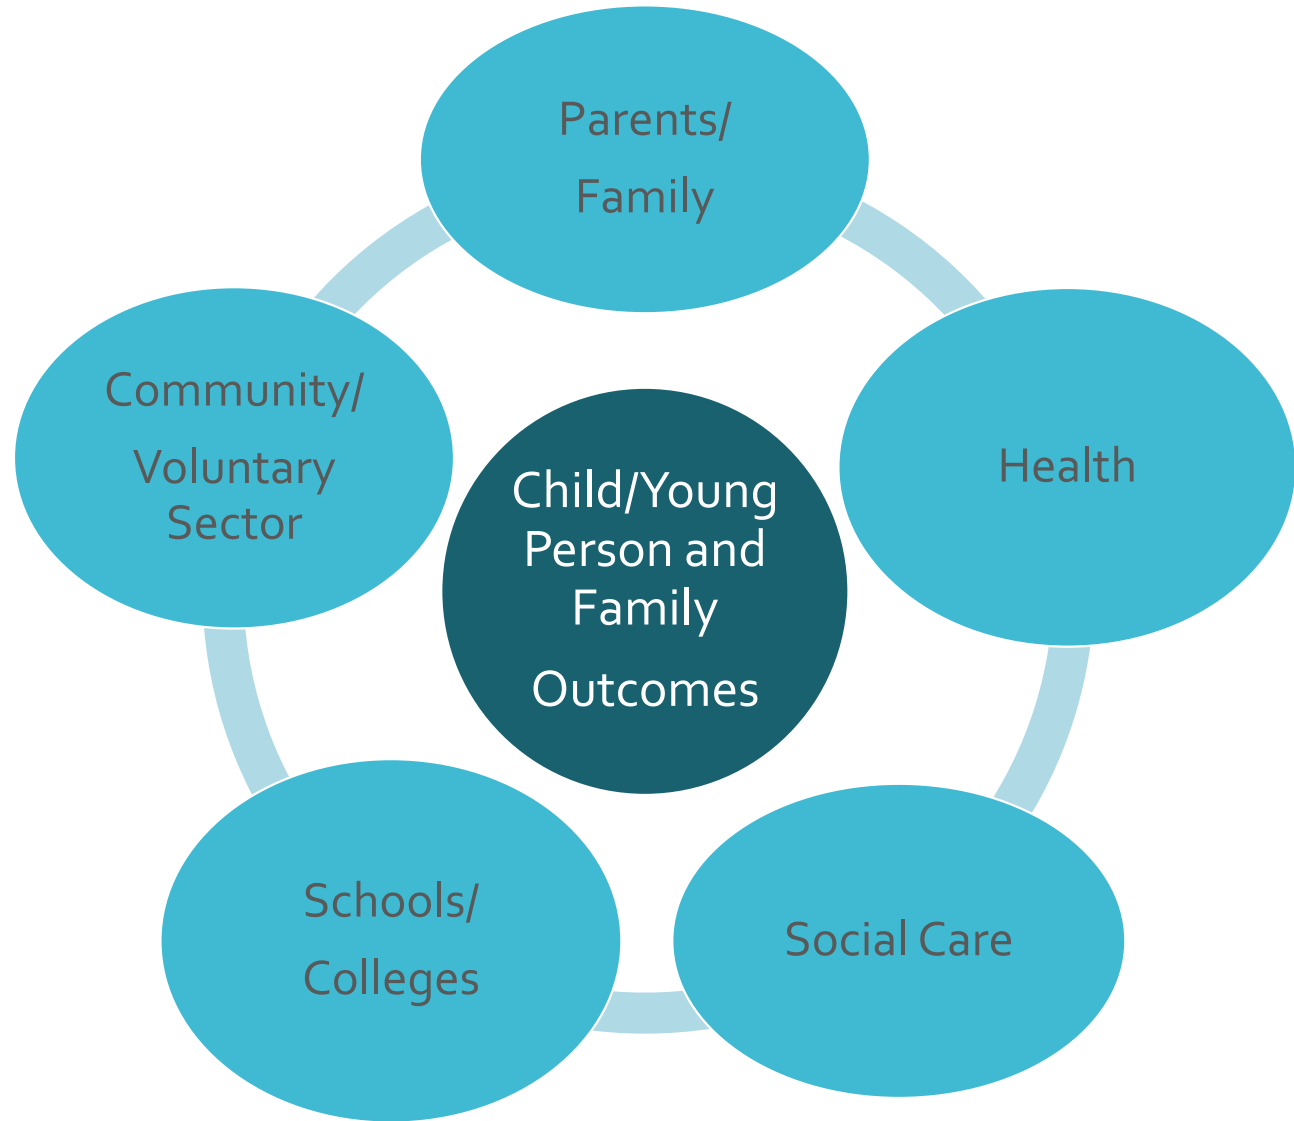 Parents/
Family
Community/
Voluntary
Sector
Health
Child/Young
Person and
Family
Outcomes
Schools/
Colleges
Social Care